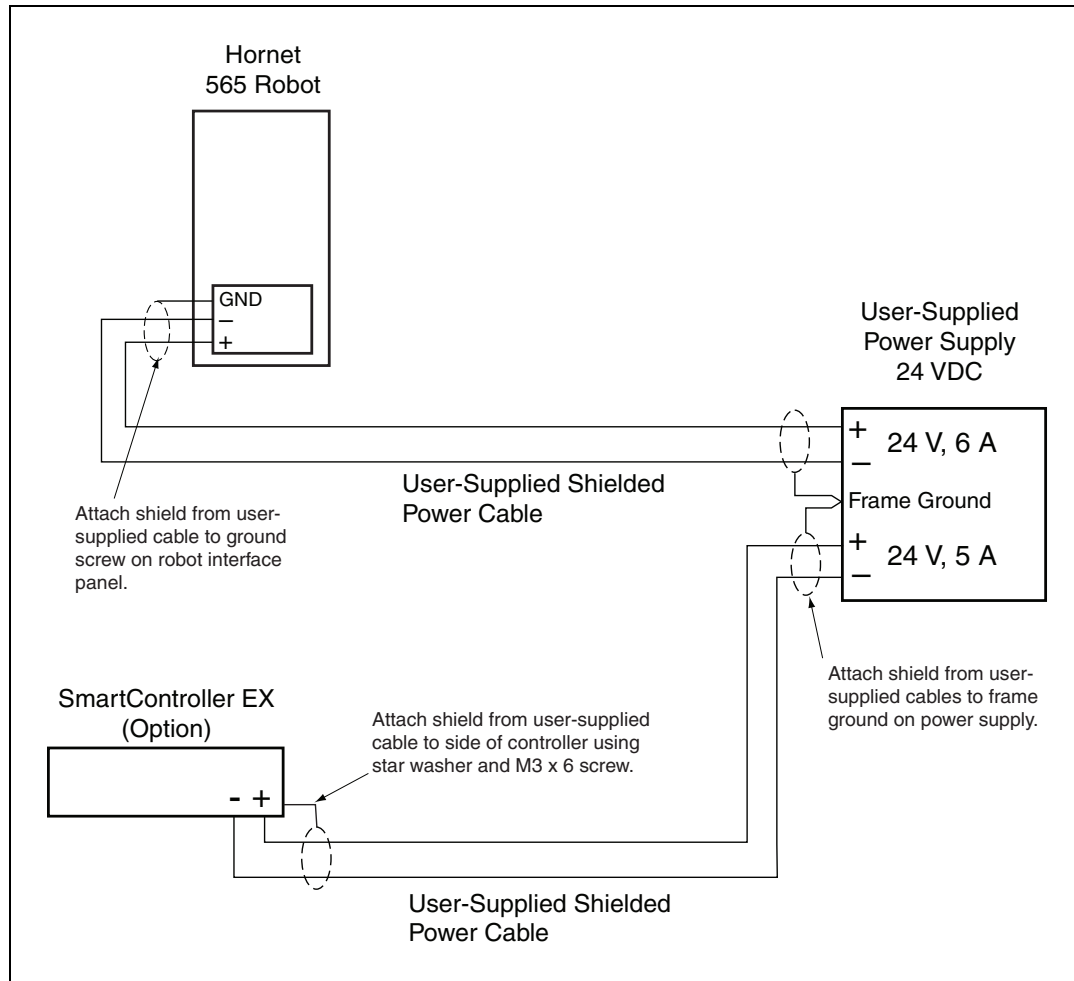 Hornet
565 Robot
GND
–
+
User-Supplied
Power Supply
24 VDC
+ 24 V, 6 A
–
Frame Ground
+ 24 V, 5 A
–
User-Supplied Shielded
Power Cable
Attach shield from user-
supplied cable to ground
screw on robot interface
panel.
Attach shield from user-
supplied cables to frame
ground on power supply.
SmartController EX
(Option)
- +
Attach shield from user-supplied
cable to side of controller using
star washer and M3 x 6 screw.
User-Supplied Shielded
Power Cable